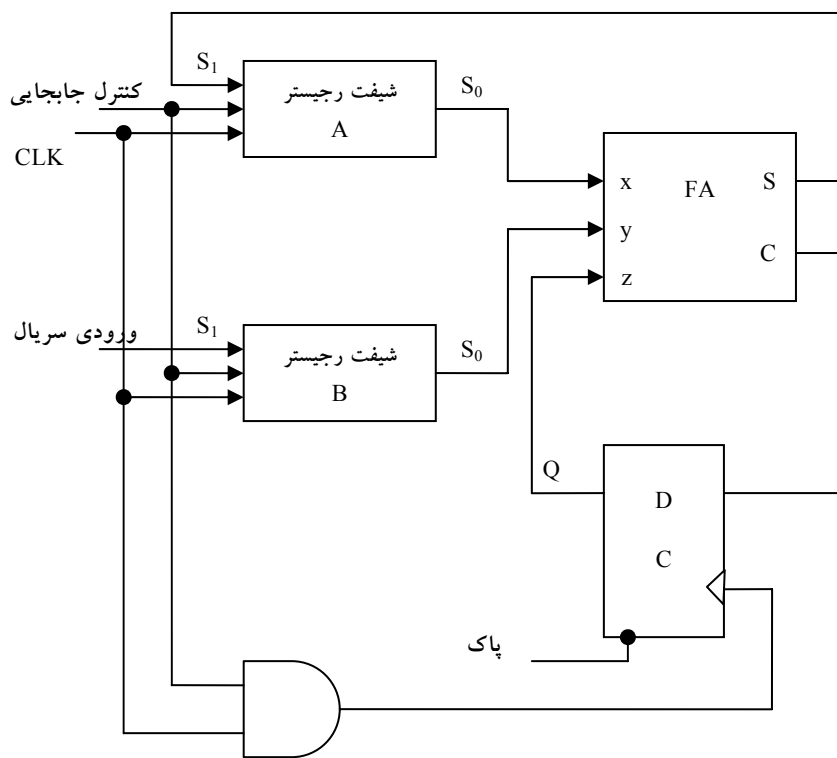 S₁
کنترل جابجایی
CLK
شیفت رجیستر
A
S₀
x
y
z
FA
S
C
ورودی سریال
S₁
شیفت رجیستر
B
S₀
Q
D
C
پاک